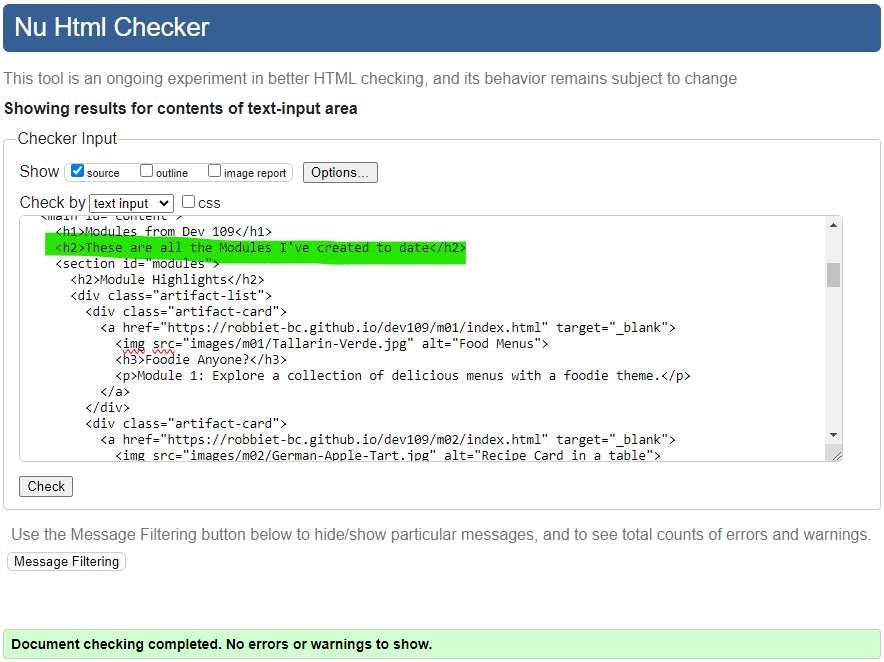 Nu Html Checker
This tool is an ongoing experiment in better HTML checking, and its behavior remains subject to change
Showing results for contents of text-input area
Checker Input
Show source outline image report Options...
Check by text input css
<main id="content">
<h1>Modules from Dev 109</h1>
<h2>These are all the Modules I've created to date</h2>
<section id="modules">
<h2>Module Highlights</h2>
<div class="artifact-list">
<div class="artifact-card">
<a href="https://robbiet-bc.github.io/dev109/m01/index.html" target="_blank">
<img src="images/m01/Tallarin-Verde.jpg" alt="Food Menus">
<h3>Foodie Anyone?</h3>
<p>Module 1: Explore a collection of delicious menus with a foodie theme.</p>
</a>
</div>
<div class="artifact-card">
<a href="https://robbiet-bc.github.io/dev109/m02/index.html" target="_blank">
<img src="images/m02/German-Apple-Tart.jpg" alt="Recipe Card in a table">
Check
Use the Message Filtering button below to hide/show particular messages, and to see total counts of errors and warnings.
Message Filtering
Document checking completed. No errors or warnings to show.